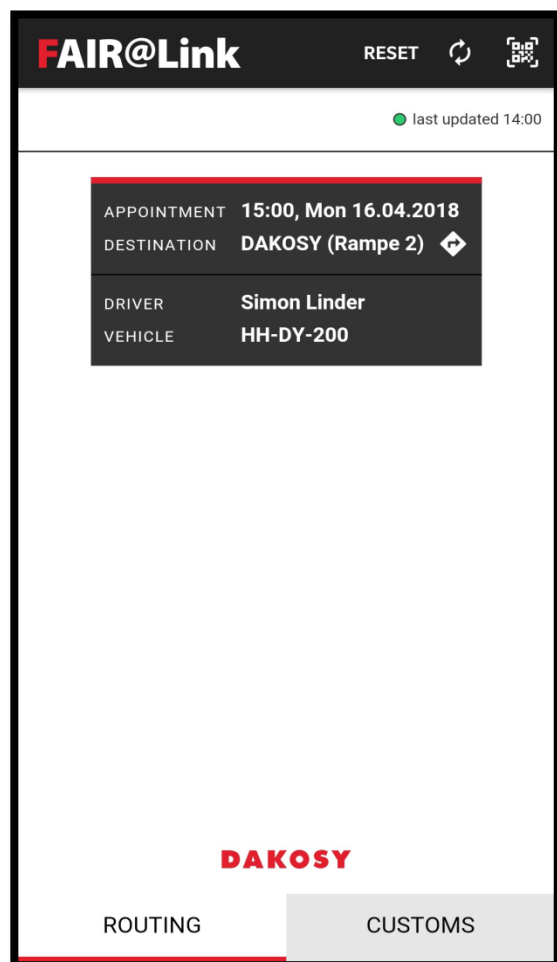 FAIR@Link RESET
last updated 14:00
APPOINTMENT 15:00, Mon 16.04.2018
DESTINATION DAKOSY (Rampe 2)
DRIVER Simon Linder
VEHICLE HH-DY-200
DAKOSY
ROUTING CUSTOMS